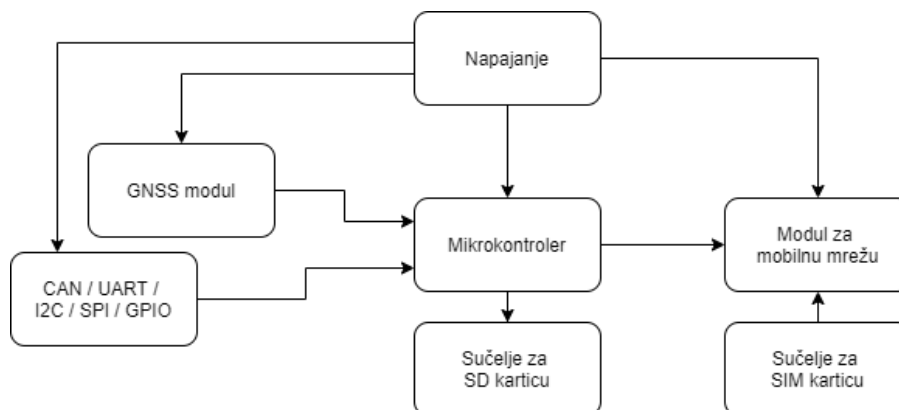 Napajanje
GNSS modul
Mikrokontroler
Modul za
mobilnu mrežu
CAN / UART /
I2C / SPI / GPIO
Sučelje za
SD karticu
Sučelje za
SIM karticu